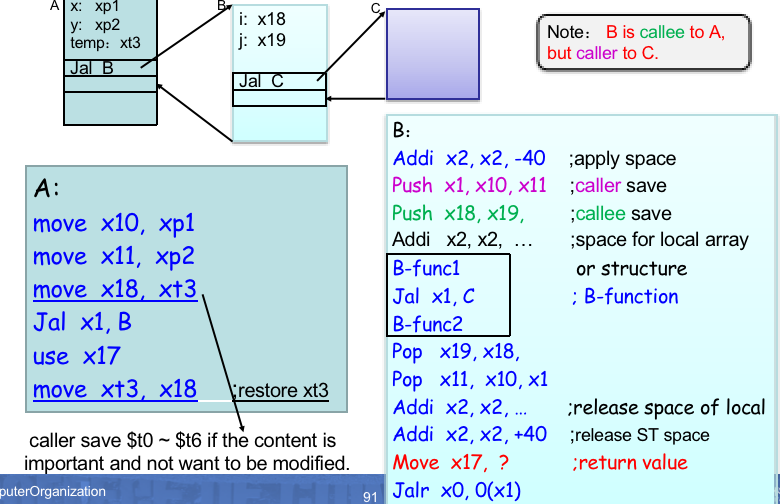 A
x: xp1
y: xp2
temp: xt3
Jal B
B
i: x18
j: x19
Jal C
C
Note: B is callee to A,
but caller to C.
A:
move x10, xp1
move x11, xp2
move x18, xt3
Jal x1, B
use x17
move xt3, x18 ;restore xt3
caller save $t0 ~ $t6 if the content is
important and not want to be modified.
B:
Addi x2, x2, -40 ;apply space
Push x1, x10, x11 ;caller save
Push x18, x19, ;callee save
Addi x2, x2, … ;space for local array
B-func1 or structure
Jal x1, C ; B-function
B-func2
Pop x19, x18,
Pop x11, x10, x1
Addi x2, x2, … ;release space of local
Addi x2, x2, +40 ;release ST space
Move x17, ? ;return value
Jalr x0, 0(x1)
puterOrganization
91